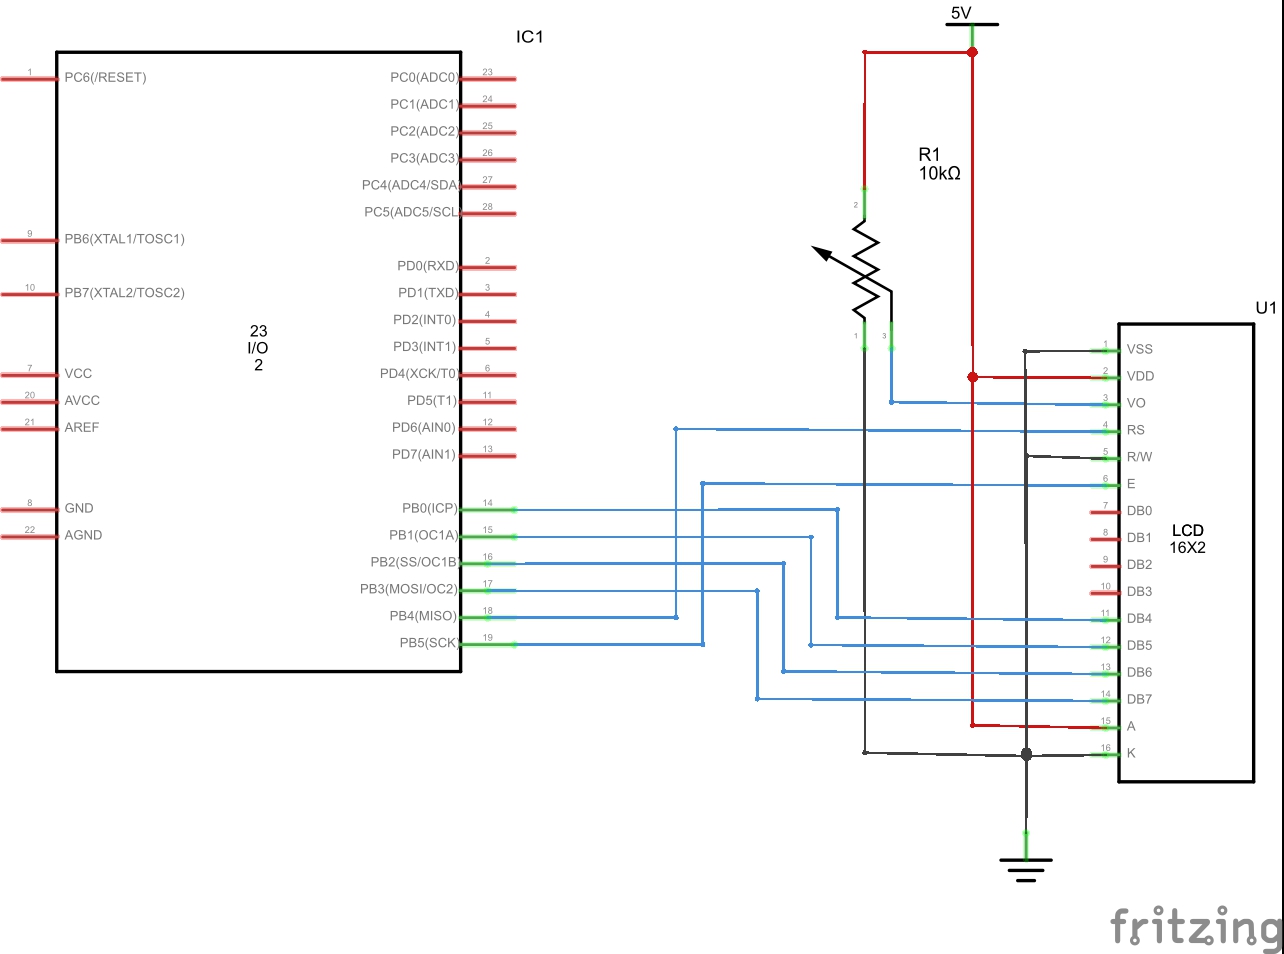 5V
IC1
1 PC6(/RESET)
PC0(ADC0) 23
PC1(ADC1) 24
PC2(ADC2) 25
PC3(ADC3) 26
PC4(ADC4/SDA 27
PC5(ADC5/SCL 28
9 PB6(XTAL1/TOSC1)
PD0(RXD) 2
10 PB7(XTAL2/TOSC2)
PD1(TXD) 3
PD2(INT0) 4
PD3(INT1) 5
23
I/O
2
7 VCC
PD4(XCK/T0) 6
20 AVCC
PD5(T1) 11
21 AREF
PD6(AIN0) 12
PD7(AIN1) 13
8 GND
PB0(ICP) 14
22 AGND
PB1(OC1A) 15
PB2(SS/OC1B 16
PB3(MOSI/OC2) 17
PB4(MISO) 18
PB5(SCK) 19
R1
10kΩ
2
1 3
U1
1 VSS
2 VDD
3 VO
4 RS
5 R/W
6 E
7 DB0
8 DB1
9 DB2
10 DB3
11 DB4
12 DB5
13 DB6
14 DB7
15 A
16 K
LCD
16X2
fritzing